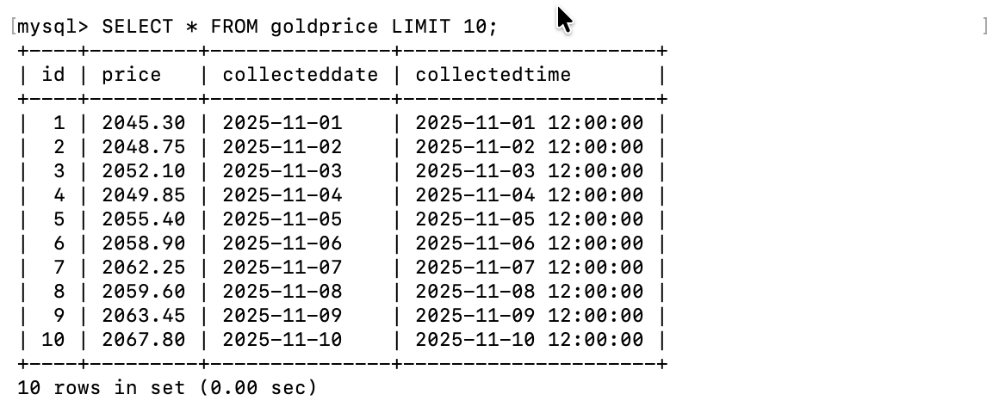 [mysql> SELECT * FROM goldprice LIMIT 10; ]
+----+---------+---------------+---------------------+
| id | price   | collecteddate | collectedtime       |
+----+---------+---------------+---------------------+
|  1 | 2045.30 | 2025-11-01    | 2025-11-01 12:00:00 |
|  2 | 2048.75 | 2025-11-02    | 2025-11-02 12:00:00 |
|  3 | 2052.10 | 2025-11-03    | 2025-11-03 12:00:00 |
|  4 | 2049.85 | 2025-11-04    | 2025-11-04 12:00:00 |
|  5 | 2055.40 | 2025-11-05    | 2025-11-05 12:00:00 |
|  6 | 2058.90 | 2025-11-06    | 2025-11-06 12:00:00 |
|  7 | 2062.25 | 2025-11-07    | 2025-11-07 12:00:00 |
|  8 | 2059.60 | 2025-11-08    | 2025-11-08 12:00:00 |
|  9 | 2063.45 | 2025-11-09    | 2025-11-09 12:00:00 |
| 10 | 2067.80 | 2025-11-10    | 2025-11-10 12:00:00 |
+----+---------+---------------+---------------------+
10 rows in set (0.00 sec)